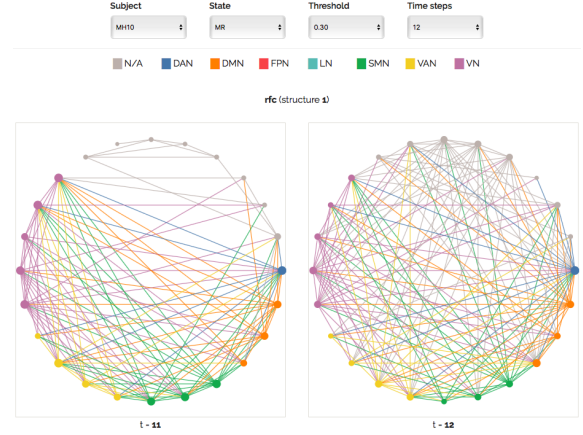 Subject State Threshold Time steps
MH10 MR 0.30 12
N/A DAN DMN FPN LN SMN VAN VN
rfc (structure 1)
t - 11 t - 12